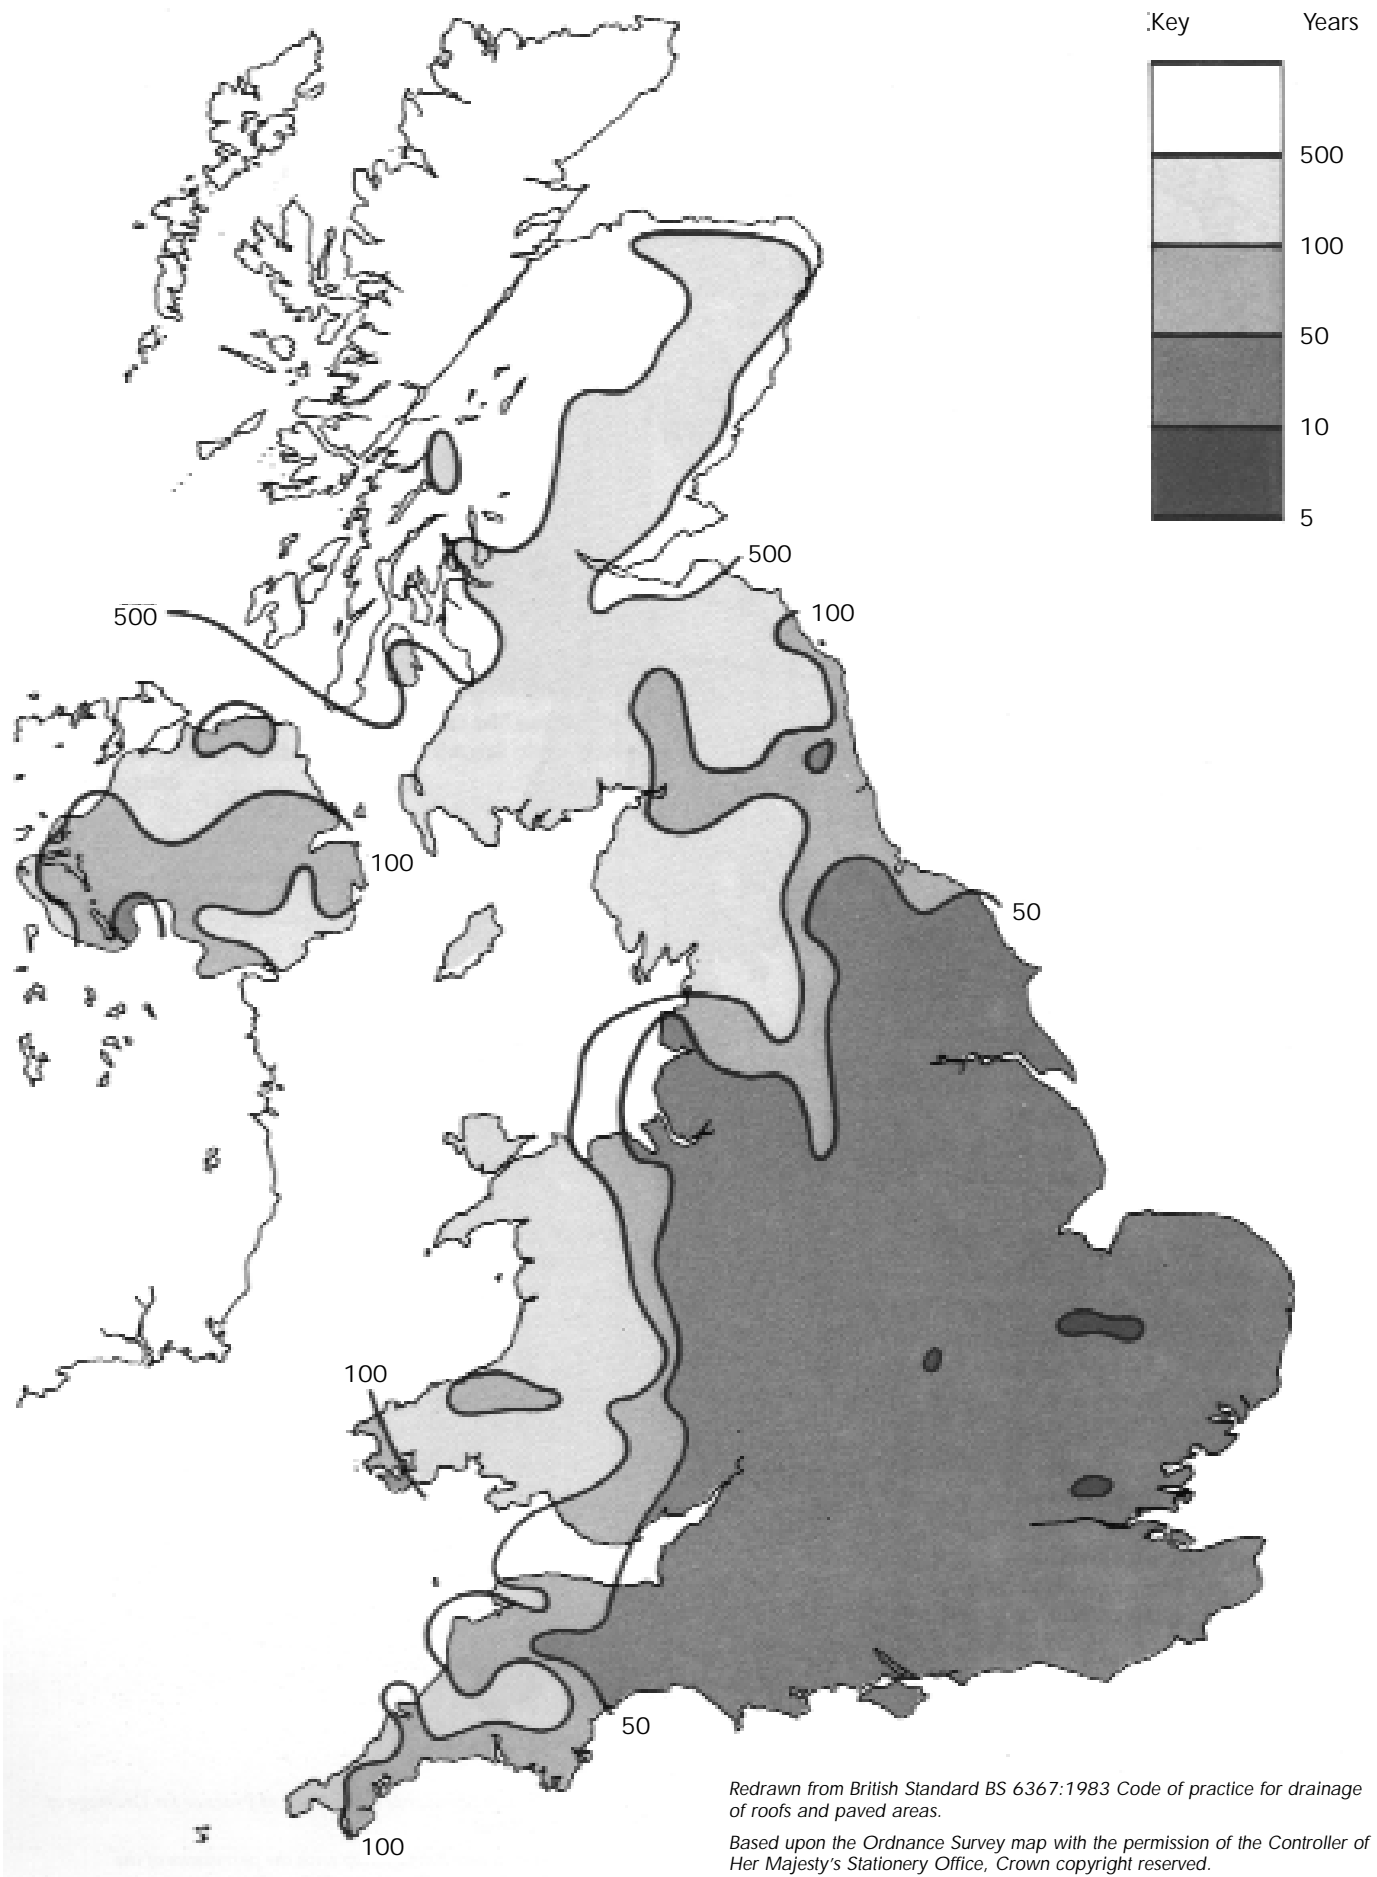 Key Years
500
100
50
10
5
500
100
500
100
50
100
50
100
Redrawn from British Standard BS 6367:1983 Code of practice for drainage
of roofs and paved areas.
Based upon the Ordnance Survey map with the permission of the Controller of
Her Majesty's Stationery Office, Crown copyright reserved.